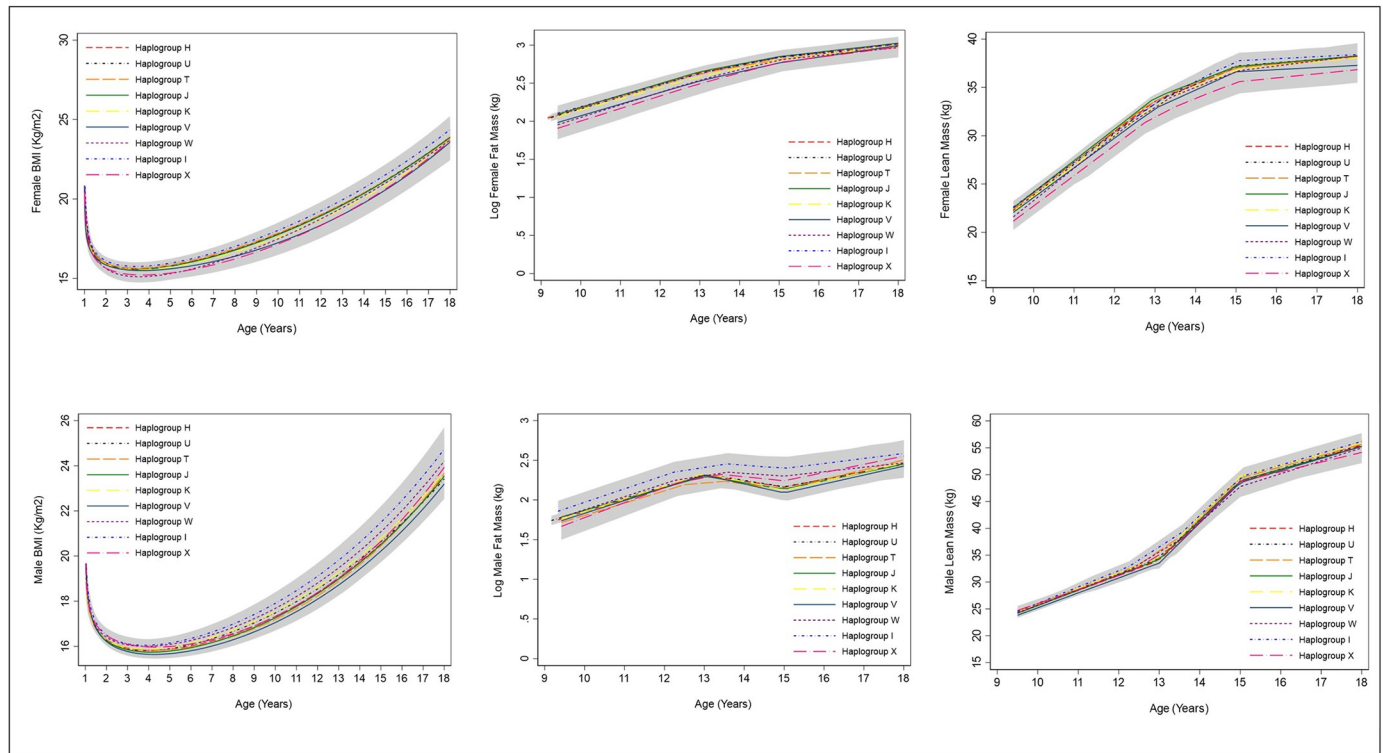 Female BMI (Kg/m2)
30
25
20
15
Haplogroup H
Haplogroup U
Haplogroup T
Haplogroup J
Haplogroup K
Haplogroup V
Haplogroup W
Haplogroup I
Haplogroup X
1 2 3 4 5 6 7 8 9 10 11 12 13 14 15 16 17 18
Age (Years)
Log Female Fat Mass (kg)
3
2.5
2
1.5
1
0.5
0
Haplogroup H
Haplogroup U
Haplogroup T
Haplogroup J
Haplogroup K
Haplogroup V
Haplogroup W
Haplogroup I
Haplogroup X
9 10 11 12 13 14 15 16 17 18
Age (Years)
Female Lean Mass (kg)
40
35
30
25
20
15
Haplogroup H
Haplogroup U
Haplogroup T
Haplogroup J
Haplogroup K
Haplogroup V
Haplogroup W
Haplogroup I
Haplogroup X
9 10 11 12 13 14 15 16 17 18
Age (Years)
Male BMI (Kg/m2)
26
24
22
20
18
16
Haplogroup H
Haplogroup U
Haplogroup T
Haplogroup J
Haplogroup K
Haplogroup V
Haplogroup W
Haplogroup I
Haplogroup X
1 2 3 4 5 6 7 8 9 10 11 12 13 14 15 16 17 18
Age (Years)
Log Male Fat Mass (kg)
3
2.5
2
1.5
1
0.5
0
Haplogroup H
Haplogroup U
Haplogroup T
Haplogroup J
Haplogroup K
Haplogroup V
Haplogroup W
Haplogroup I
Haplogroup X
9 10 11 12 13 14 15 16 17 18
Age (Years)
Male Lean Mass (kg)
60
55
50
45
40
35
30
25
20
15
Haplogroup H
Haplogroup U
Haplogroup T
Haplogroup J
Haplogroup K
Haplogroup V
Haplogroup W
Haplogroup I
Haplogroup X
9 10 11 12 13 14 15 16 17 18
Age (Years)